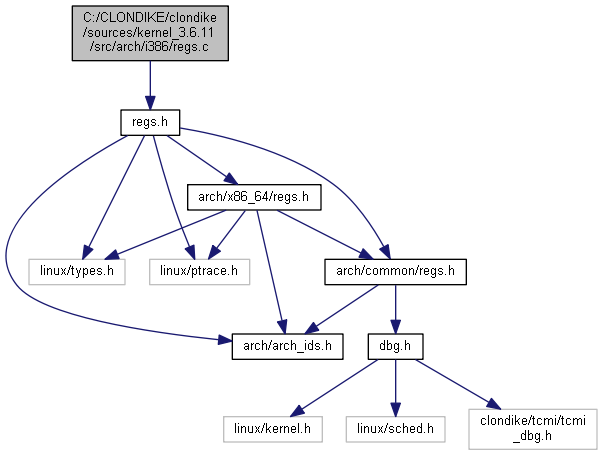 C:/CLONDIKE/clondike
/sources/kernel_3.6.11
/src/arch/i386/regs.c
regs.h
arch/x86_64/regs.h
linux/types.h
linux/ptrace.h
arch/common/regs.h
arch/arch_ids.h
dbg.h
linux/kernel.h
linux/sched.h
clondike/tcmi/tcmi
_dbg.h